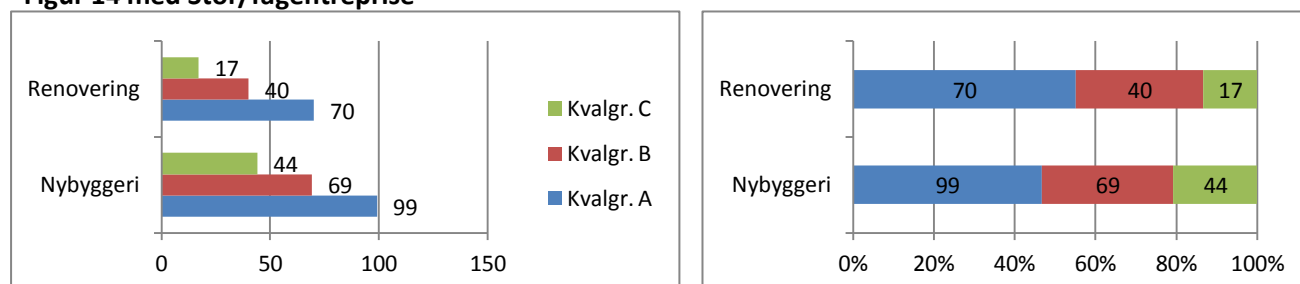 Figur 14 med Stor/fagentreprise
Renovering
17
40
70
Nybyggeri
44
69
99
0 50 100 150
Kvalgr. C
Kvalgr. B
Kvalgr. A
Renovering 70 40 17
Nybyggeri 99 69 44
0% 20% 40% 60% 80% 100%